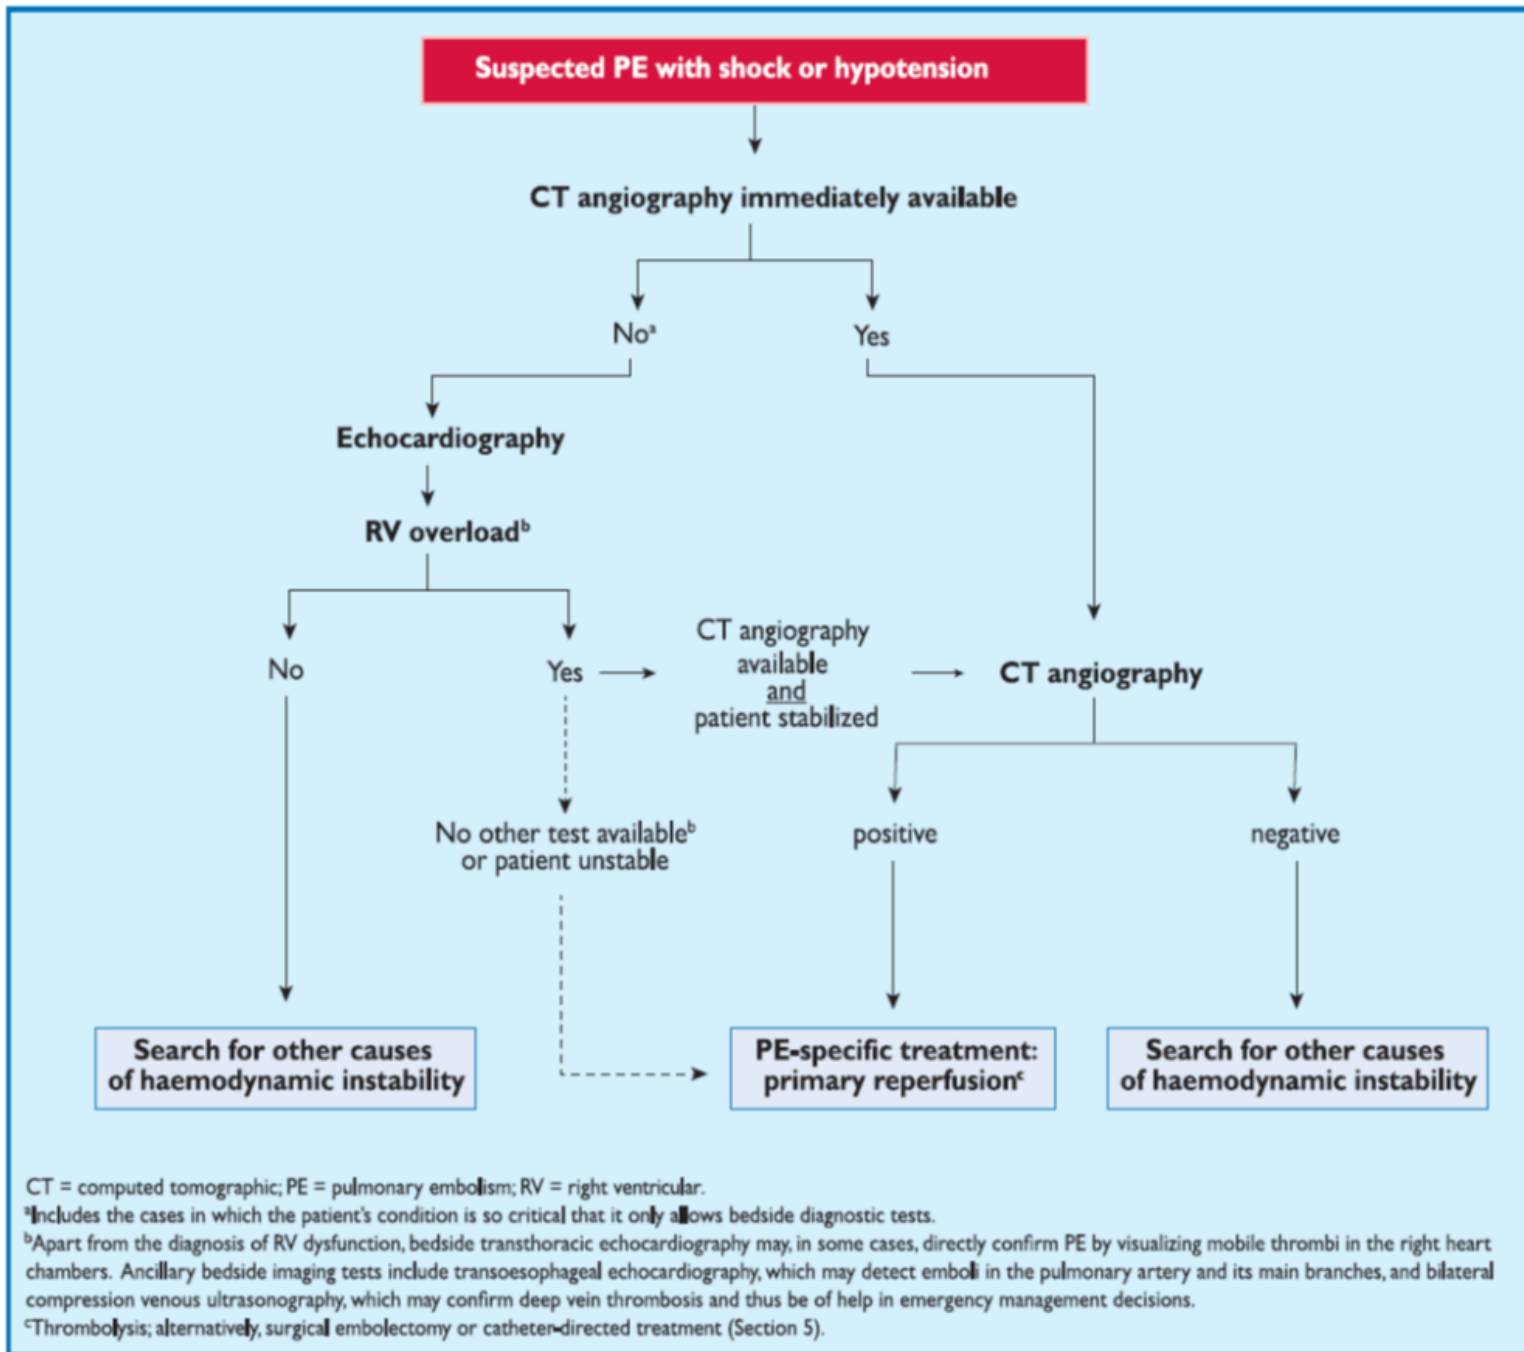 Suspected PE with shock or hypotension
CT angiography immediately available
Noᵃ
Yes
Echocardiography
RV overloadᵇ
No
Yes
CT angiography
available
and
patient stabilized
CT angiography
No other test availableᵇ
or patient unstable
positive
negative
Search for other causes
of haemodynamic instability
PE-specific treatment:
primary reperfusionᶜ
Search for other causes
of haemodynamic instability
CT = computed tomographic; PE = pulmonary embolism; RV = right ventricular.
ᵃIncludes the cases in which the patient's condition is so critical that it only allows bedside diagnostic tests.
ᵇApart from the diagnosis of RV dysfunction, bedside transthoracic echocardiography may, in some cases, directly confirm PE by visualizing mobile thrombi in the right heart
chambers. Ancillary bedside imaging tests include transoesophageal echocardiography, which may detect emboli in the pulmonary artery and its main branches, and bilateral
compression venous ultrasonography, which may confirm deep vein thrombosis and thus be of help in emergency management decisions.
ᶜThrombolysis; alternatively, surgical embolectomy or catheter-directed treatment (Section 5).